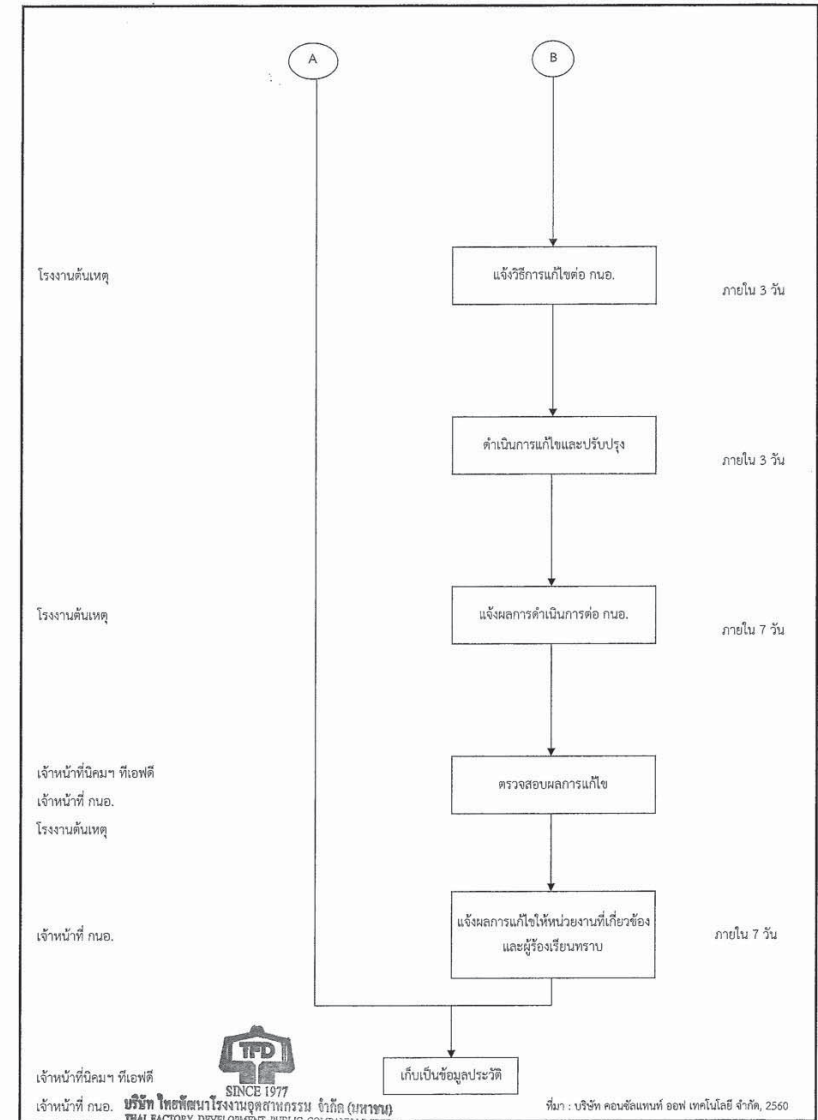 A
B
โรงงานต้นเหตุ
แจ้งวิธีการแก้ไขต่อ กนอ.
ภายใน 3 วัน
ดำเนินการแก้ไขและปรับปรุง
ภายใน 3 วัน
โรงงานต้นเหตุ
แจ้งผลการดำเนินการต่อ กนอ.
ภายใน 7 วัน
เจ้าหน้าที่นิคมฯ ทีเอฟดี
เจ้าหน้าที่ กนอ.
โรงงานต้นเหตุ
ตรวจสอบผลการแก้ไข
เจ้าหน้าที่ กนอ.
แจ้งผลการแก้ไขให้หน่วยงานที่เกี่ยวข้อง
และผู้ร้องเรียนทราบ
ภายใน 7 วัน
TFD
SINCE 1977
เจ้าหน้าที่นิคมฯ ทีเอฟดี
เก็บเป็นข้อมูลประวัติ
เจ้าหน้าที่ กนอ.
บริษัท ไทยพัฒนาโรงงานอุตสาหกรรม จำกัด (มหาชน)
ที่มา : บริษัท คอนซัลแทนท์ ออฟ เทคโนโลยี จำกัด, 2560
THAI FACTORY DEVELOPMENT PUBLIC